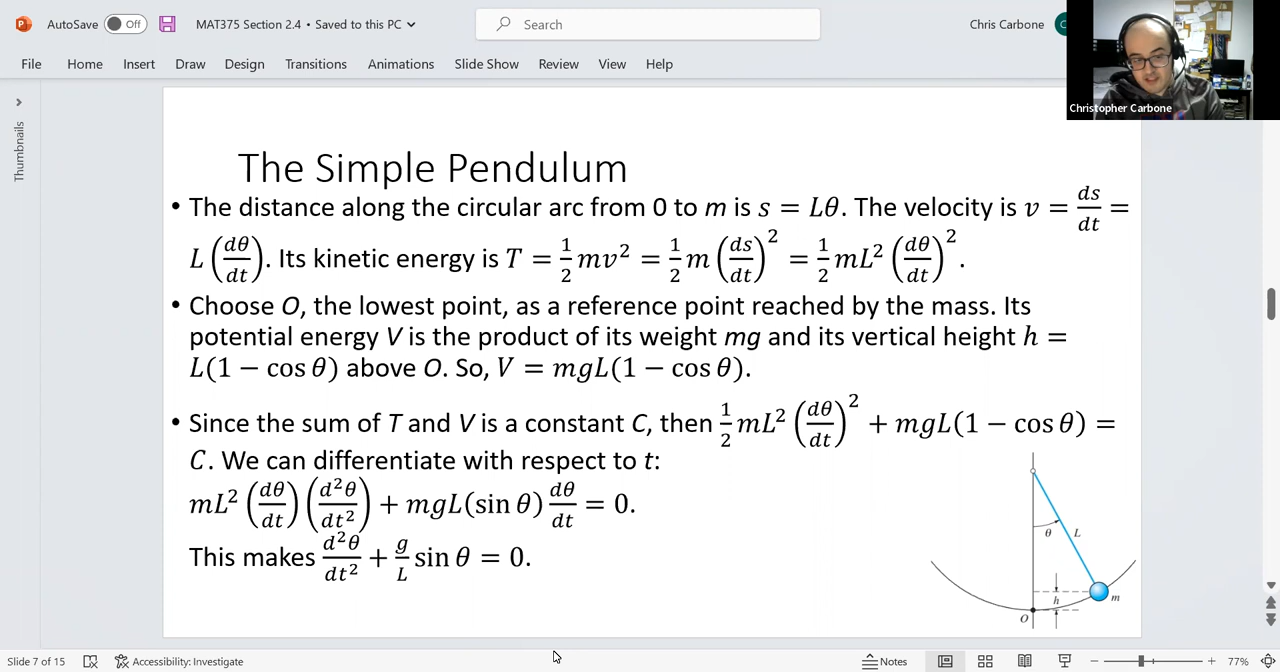 AutoSave Off MAT375 Section 2.4 • Saved to this PC Search Chris Carbone C
File Home Insert Draw Design Transitions Animations Slide Show Review View Help
Christopher Carbone
Thumbnails
The Simple Pendulum
• The distance along the circular arc from 0 to m is s = Lθ. The velocity is v = ds/dt =
L(dθ/dt). Its kinetic energy is T = 1/2 mv² = 1/2 m(ds/dt)² = 1/2 mL²(dθ/dt)².
• Choose O, the lowest point, as a reference point reached by the mass. Its
potential energy V is the product of its weight mg and its vertical height h =
L(1 − cos θ) above O. So, V = mgL(1 − cos θ).
• Since the sum of T and V is a constant C, then 1/2 mL²(dθ/dt)² + mgL(1 − cos θ) =
C. We can differentiate with respect to t:
mL²(dθ/dt)(d²θ/dt²) + mgL(sin θ) dθ/dt = 0.
This makes d²θ/dt² + g/L sin θ = 0.
θ L
h m
O
Slide 7 of 15 Accessibility: Investigate Notes 77%